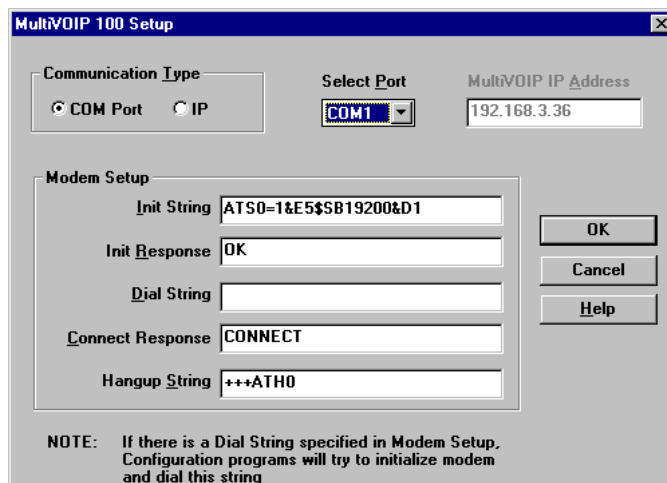 MultiVOIP 100 Setup
Communication Type
COM Port
IP
Select Port
COM1
MultiVOIP IP Address
192.168.3.36
Modem Setup
Init String
ATS0=1&E5$SB19200&D1
Init Response
OK
Dial String
Connect Response
CONNECT
Hangup String
+++ATH0
OK
Cancel
Help
NOTE: If there is a Dial String specified in Modem Setup,
Configuration programs will try to initialize modem
and dial this string